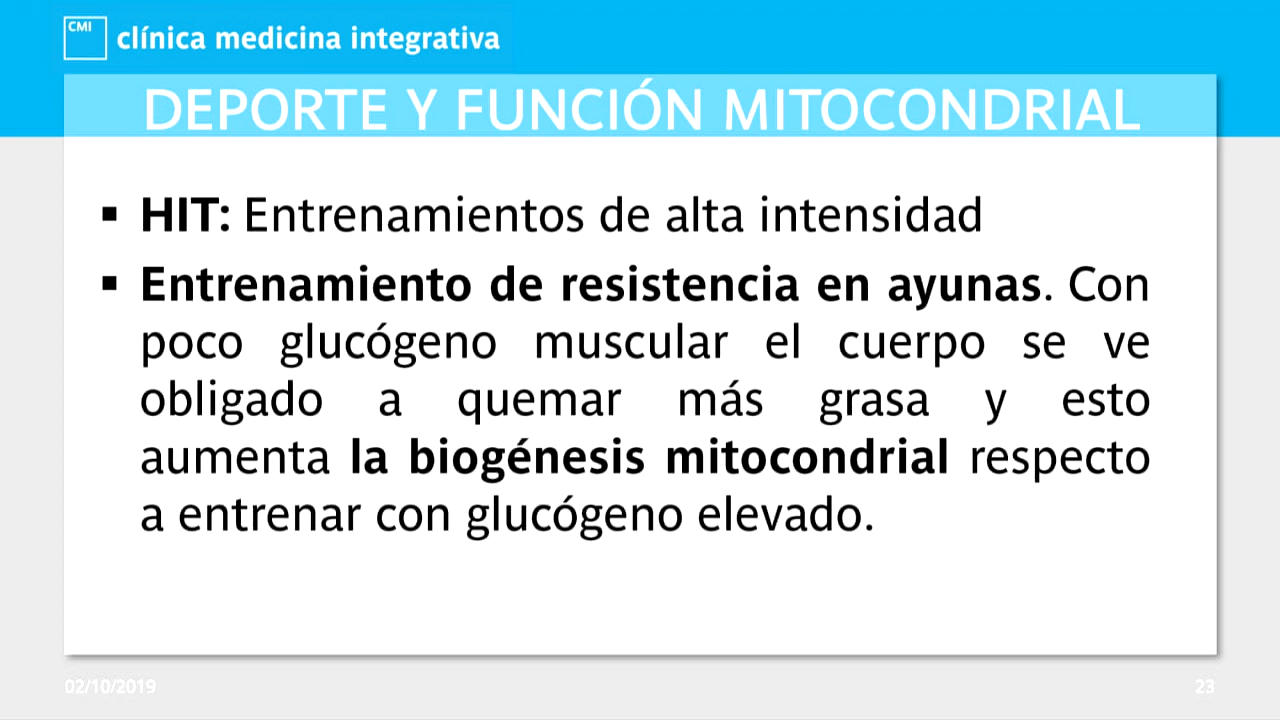 CMI
clínica medicina integrativa
DEPORTE Y FUNCIÓN MITOCONDRIAL
▪ HIT: Entrenamientos de alta intensidad
▪ Entrenamiento de resistencia en ayunas. Con
poco glucógeno muscular el cuerpo se ve
obligado a quemar más grasa y esto
aumenta la biogénesis mitocondrial respecto
a entrenar con glucógeno elevado.
02/10/2019
23